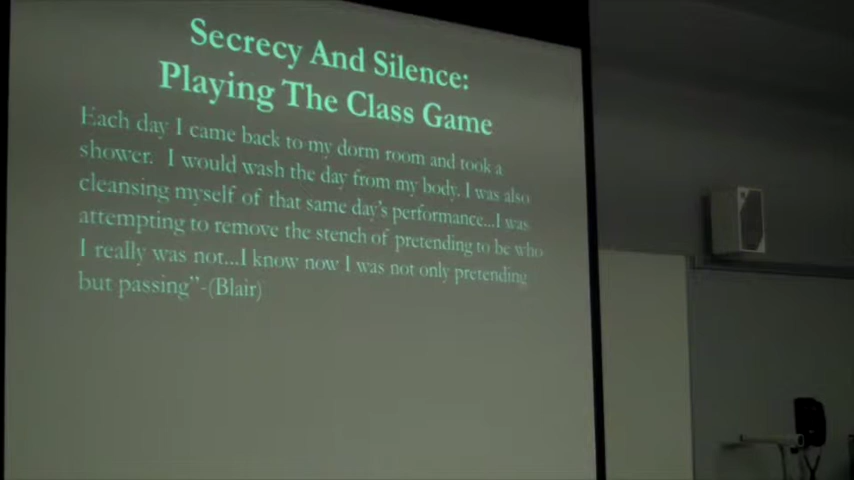 Secrecy And Silence:
Playing The Class Game
Each day I came back to my dorm room and took a
shower. I would wash the day from my body. I was also
cleansing myself of that same day's performance...I was
attempting to remove the stench of pretending to be who
I really was not...I know now I was not only pretending
but passing”-(Blair)